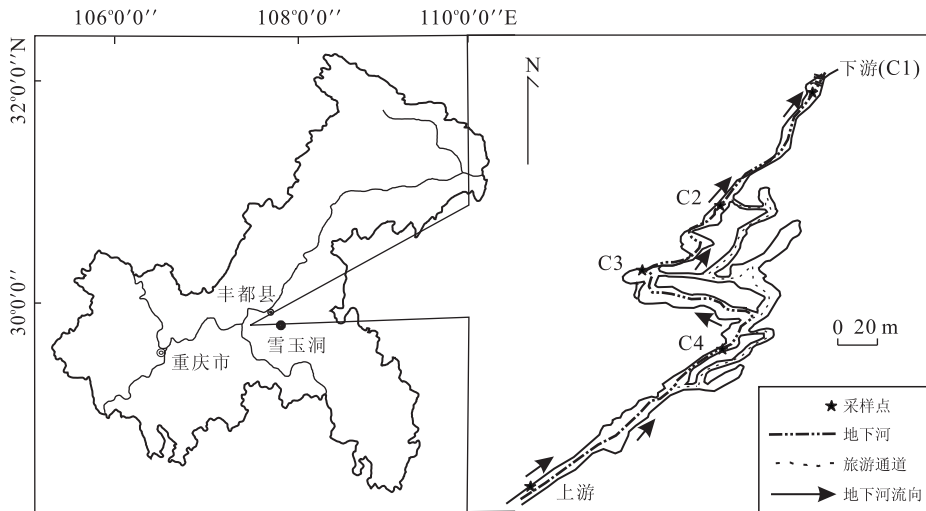 106°0′0′′
108°0′0′′
110°0′0′′E
32°0′0′′N
30°0′0′′
丰都县
雪玉洞
重庆市
N
下游(C1)
C2
C3
C4
上游
0 20 m
采样点
地下河
旅游通道
地下河流向